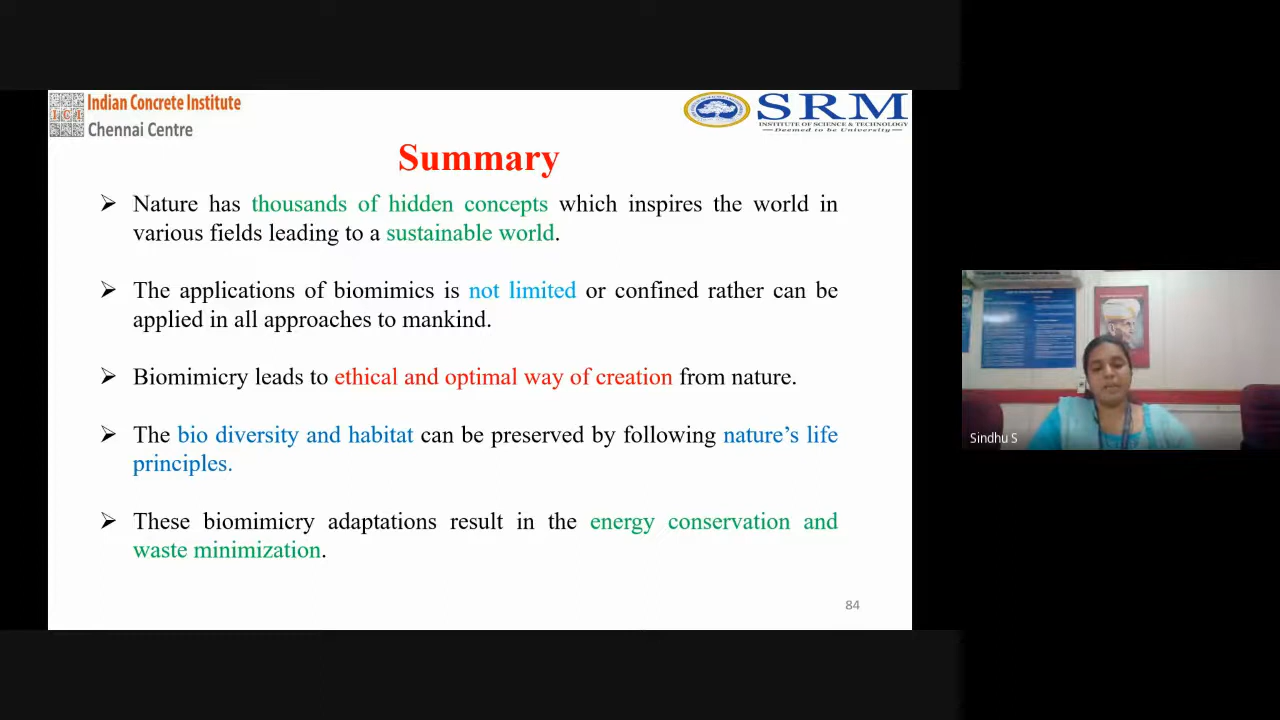 Indian Concrete Institute
Chennai Centre
SRM
INSTITUTE OF SCIENCE & TECHNOLOGY
Deemed to be University
Summary
➢ Nature has thousands of hidden concepts which inspires the world in
various fields leading to a sustainable world.
➢ The applications of biomimics is not limited or confined rather can be
applied in all approaches to mankind.
➢ Biomimicry leads to ethical and optimal way of creation from nature.
➢ The bio diversity and habitat can be preserved by following nature’s life
principles.
➢ These biomimicry adaptations result in the energy conservation and
waste minimization.
84
Sindhu S